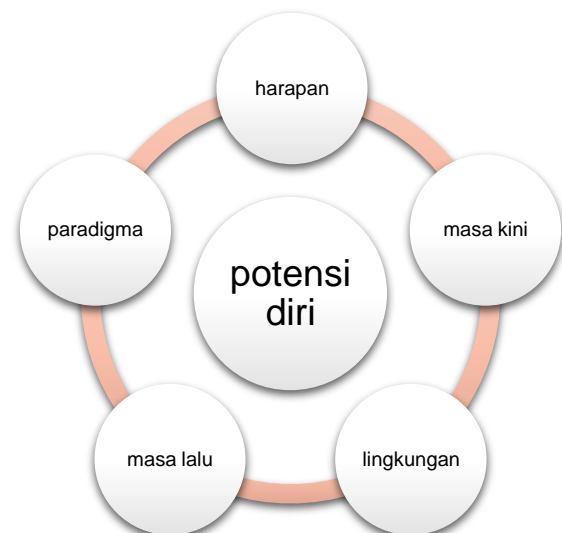 harapan
paradigma
masa kini
potensi
diri
masa lalu
lingkungan